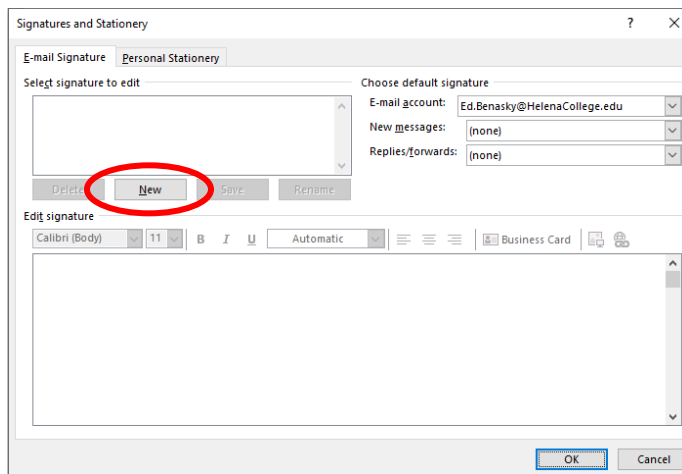 Signatures and Stationery ?
E-mail Signature Personal Stationery
Select signature to edit
Choose default signature
E-mail account: Ed.Benasky@HelenaCollege.edu
New messages: (none)
Replies/forwards: (none)
Delete New Save Rename
Edit signature
Calibri (Body) 11 B I U Automatic Business Card
OK Cancel